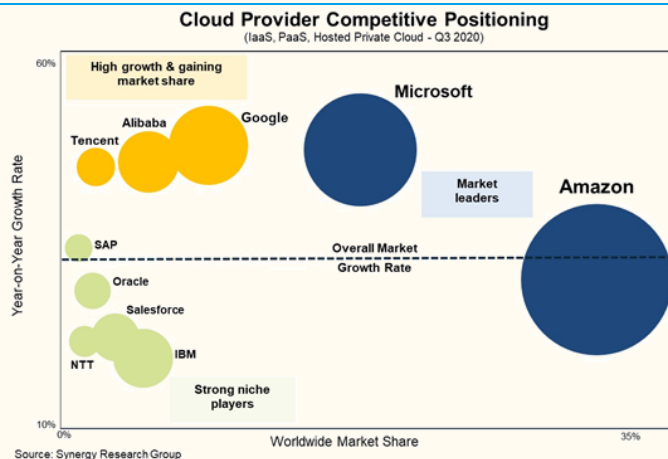 Cloud Provider Competitive Positioning
(IaaS, PaaS, Hosted Private Cloud - Q3 2020)
60%
High growth & gaining
market share
Microsoft
Google
Alibaba
Tencent
Market
leaders
Amazon
Year-on-Year Growth Rate
SAP
Overall Market
Growth Rate
Oracle
Salesforce
NTT
IBM
Strong niche
players
10%
0%
Worldwide Market Share
35%
Source: Synergy Research Group